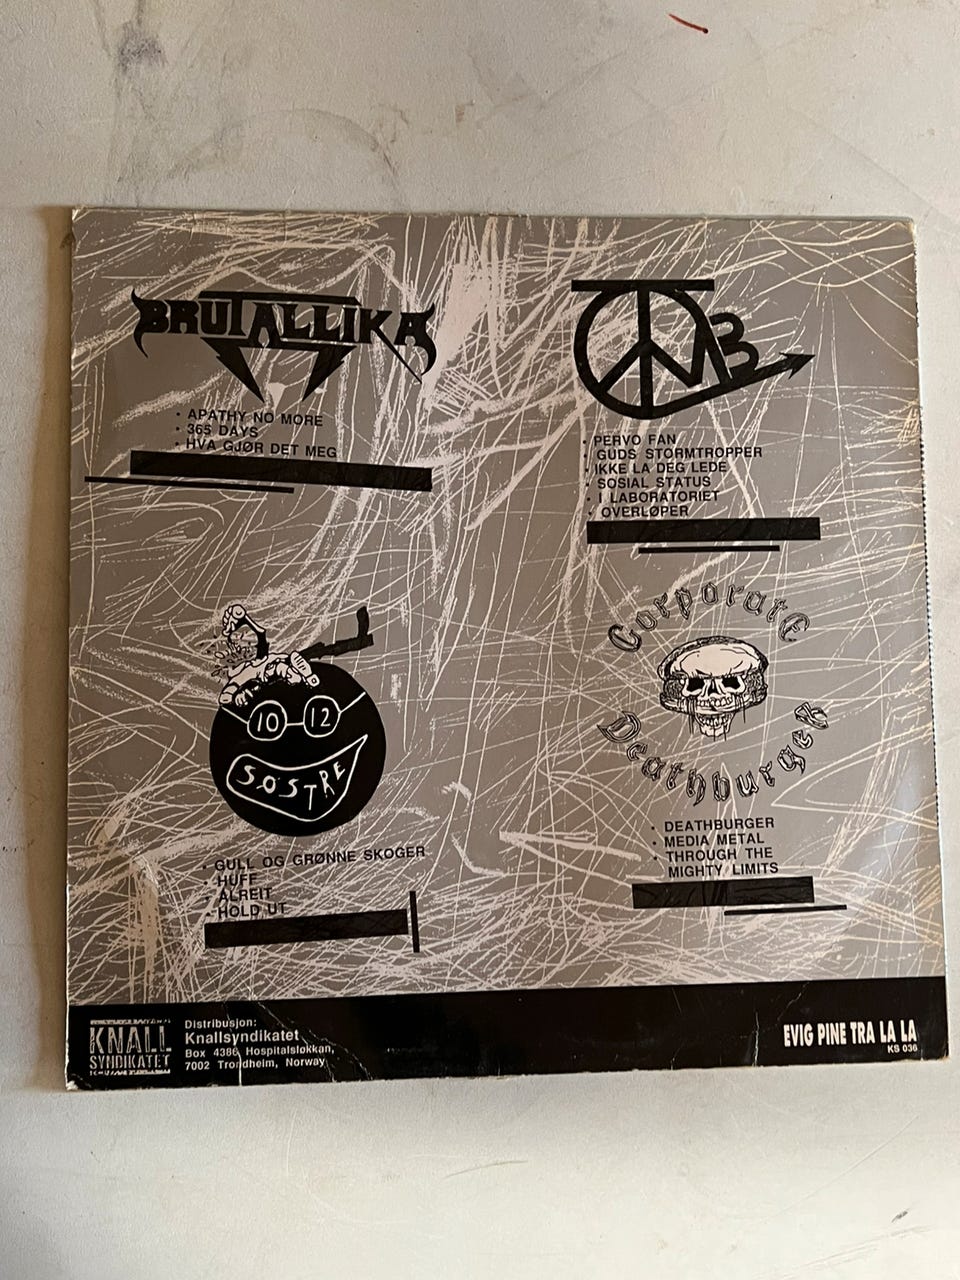 BRUTALLIKA
• APATHY NO MORE
• 365 DAYS
• HVA GJØR DET MEG
• PERVO FAN
• GUDS STORMTRØPPER
• IKKE LA DEG LEDE
• SOSIAL STATUS
• I LABORATORIET
• OVERLØPER
10 - 12
SØSTRE
• GULL OG GRØNNE SKOGER
• HUFF
• ALREIT
• HOLD UT
Corporate
Deathburger
• DEATHBURGER
• MEDIA METAL
• THROUGH THE
MIGHTY LIMITS
KNALL
SYNDIKATET
Distribusjon:
Knallsyndikatet
Box 4386 Hospitalsløkkan,
7002 Trondheim, Norway
EVIG PINE TRA LA LA
KS 036